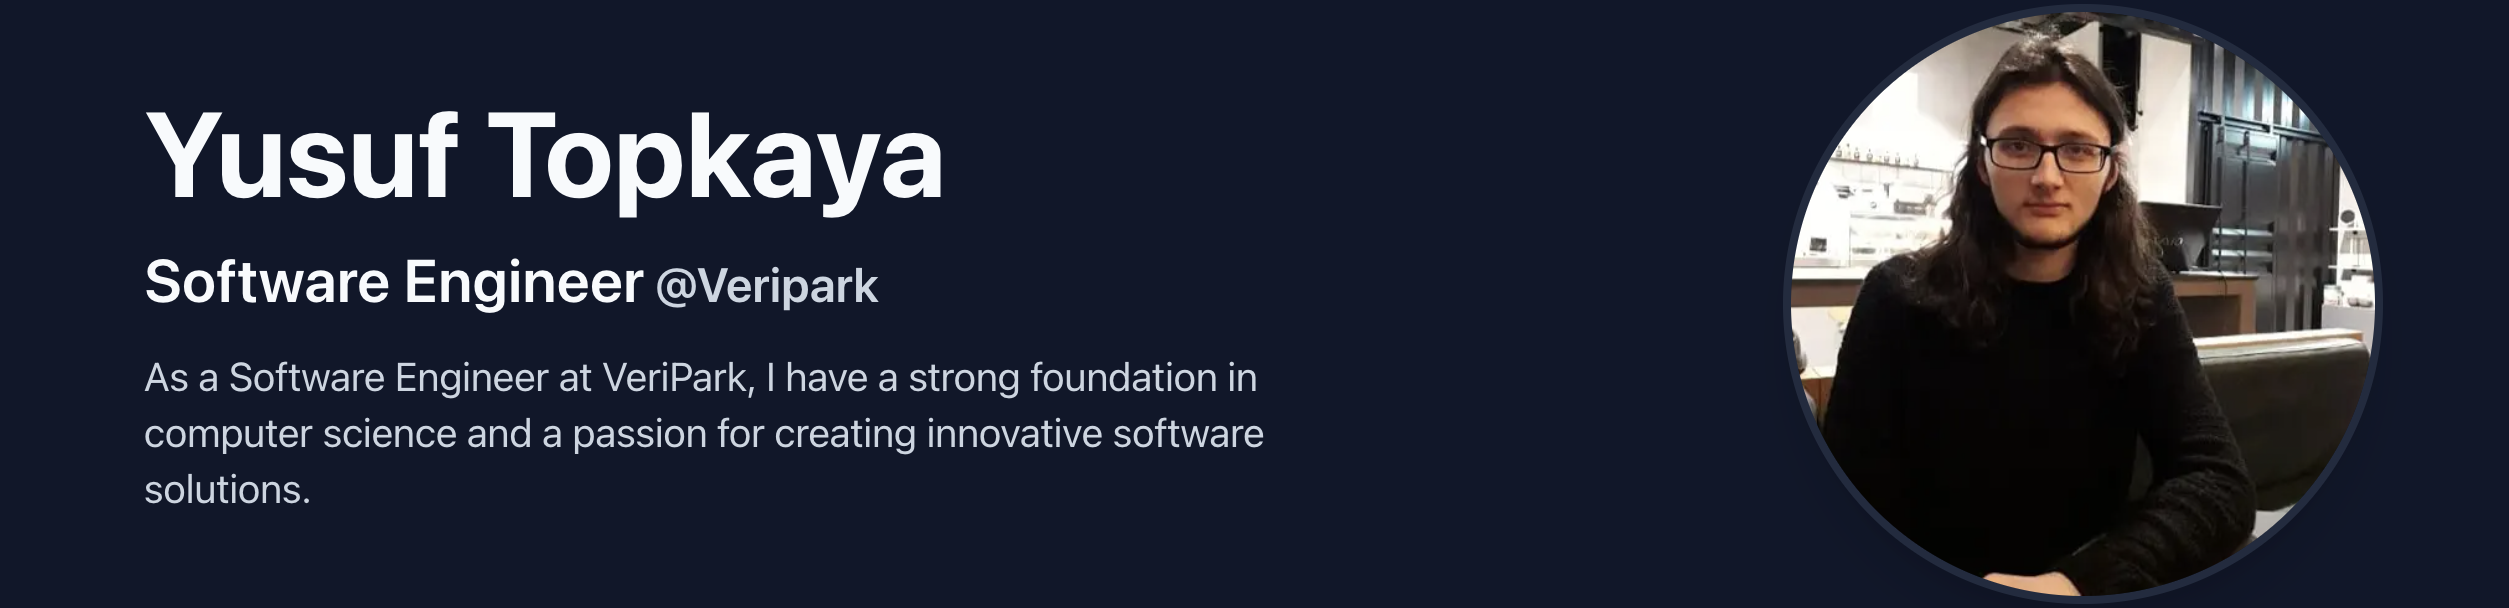 Yusuf Topkaya
Software Engineer @Veripark
As a Software Engineer at VeriPark, I have a strong foundation in
computer science and a passion for creating innovative software
solutions.